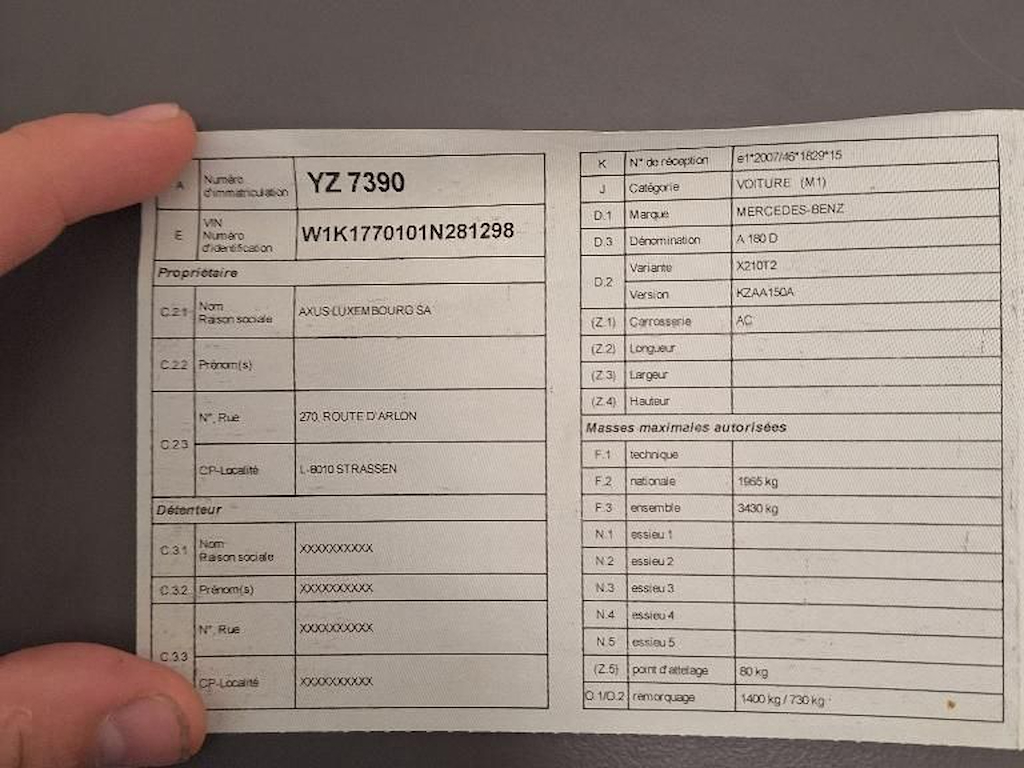 A Numéro d'immatriculation YZ 7390
E VIN Numéro d'identification W1K1770101N281298
Propriétaire
C.2.1 Nom Raison sociale AXUS LUXEMBOURG SA
C.2.2 Prénom(s)
C.2.3 N°, Rue 270, ROUTE D'ARLON
CP-Localité L-8010 STRASSEN
Détenteur
C.3.1 Nom Raison sociale XXXXXXXXXX
C.3.2 Prénom(s) XXXXXXXXXX
C.3.3 N°, Rue XXXXXXXXXX
CP-Localité XXXXXXXXXX
K N° de réception e1*2007/46*1829*15
J Catégorie VOITURE (M1)
D.1 Marque MERCEDES-BENZ
D.3 Dénomination A 180 D
D.2 Variante X210T2
Version KZAA150A
(Z.1) Carrosserie AC
(Z.2) Longueur
(Z.3) Largeur
(Z.4) Hauteur
Masses maximales autorisées
F.1 technique
F.2 nationale 1965 kg
F.3 ensemble 3430 kg
N.1 essieu 1
N.2 essieu 2
N.3 essieu 3
N.4 essieu 4
N.5 essieu 5
(Z.5) point d'attelage 80 kg
O.1/O.2 remorquage 1400 kg / 730 kg